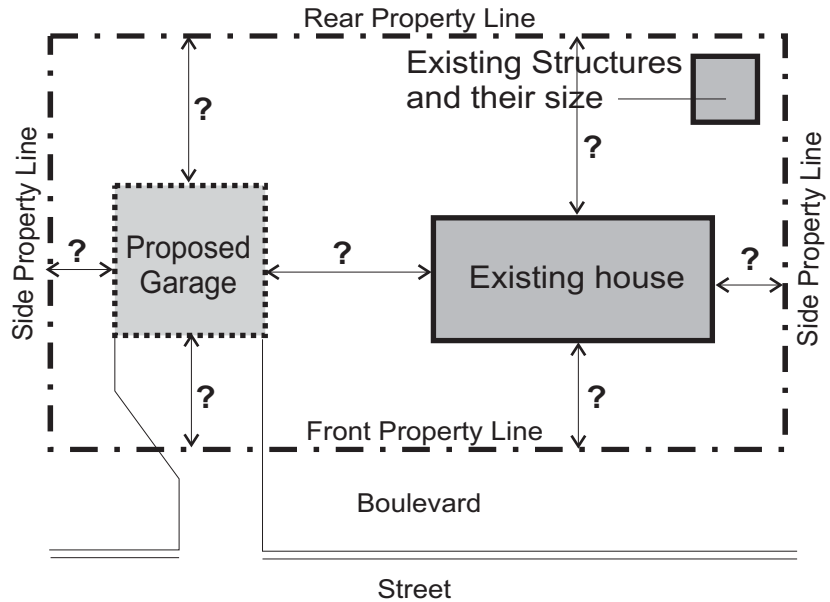 Rear Property Line
Existing Structures
and their size
?
?
Side Property Line
Side Property Line
?
Proposed
Garage
?
Existing house
?
?
?
Front Property Line
Boulevard
Street